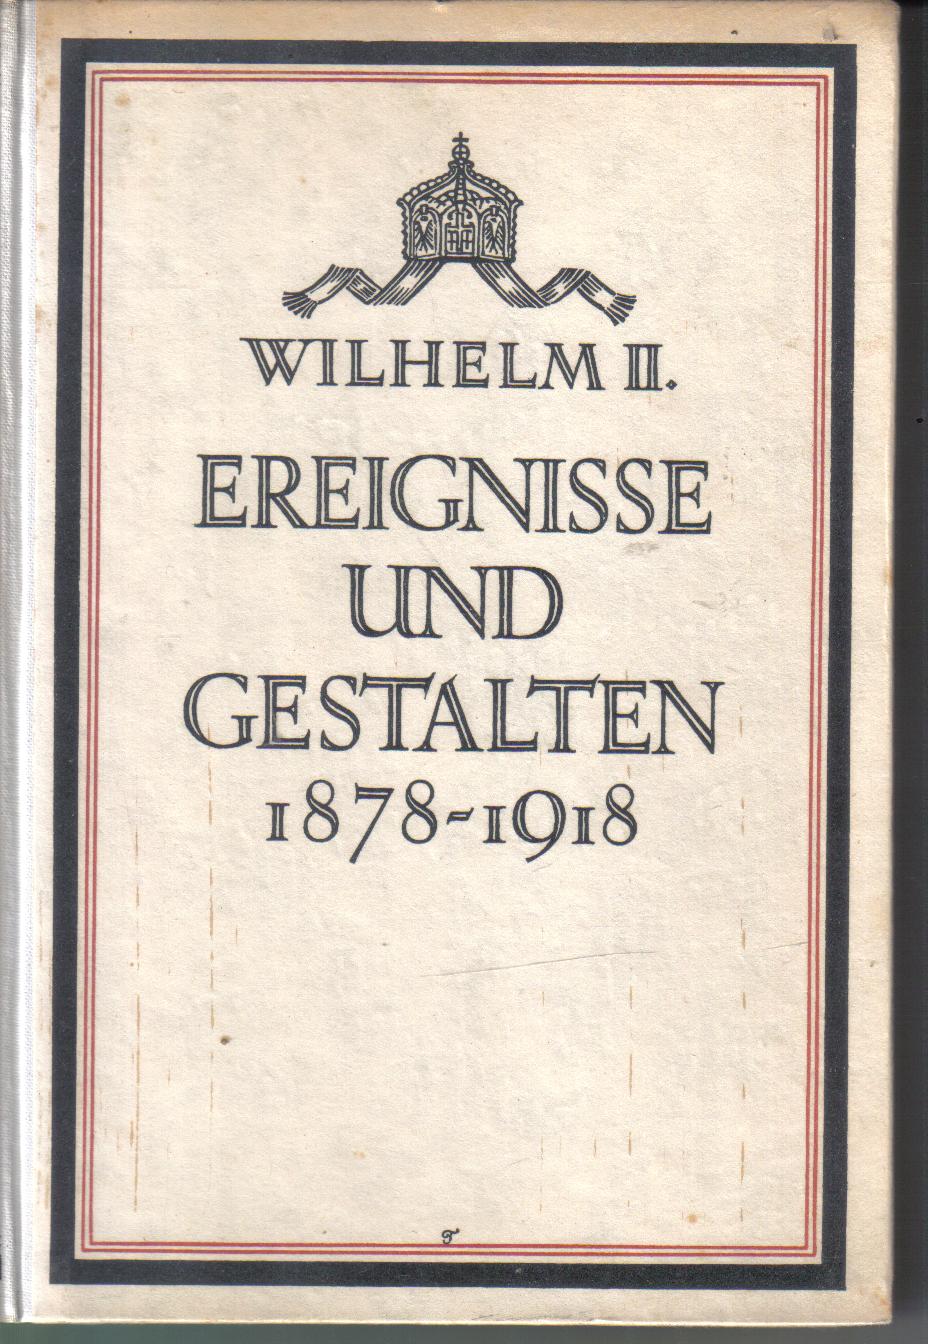 WILHELM II.
EREIGNISSE
UND
GESTALTEN
1878-1918